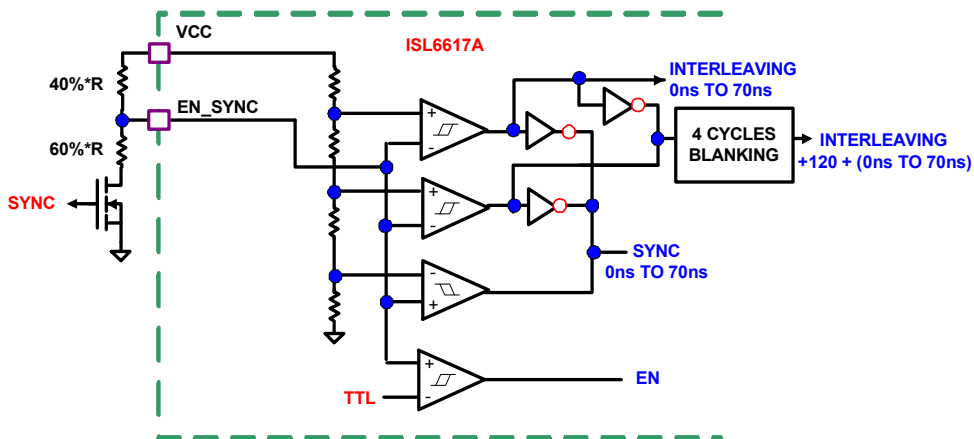 VCC
ISL6617A
40%*R
EN_SYNC
60%*R
SYNC
INTERLEAVING
0ns TO 70ns
4 CYCLES
BLANKING
INTERLEAVING
+120 + (0ns TO 70ns)
+
-
+
-
SYNC
0ns TO 70ns
-
+
+
-
TTL
EN